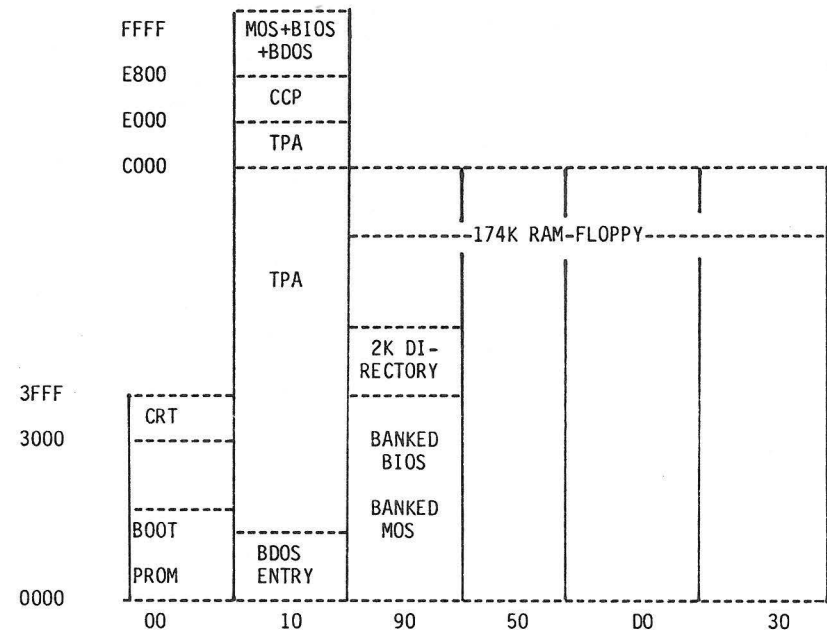 FFFF MOS+BIOS
+BDOS
E800
CCP
E000
TPA
C000
174K RAM-FLOPPY
TPA
2K DI-
RECTORY
3FFF
CRT
3000 BANKED
BIOS
BANKED
BOOT MOS
BDOS
PROM ENTRY
0000
00 10 90 50 D0 30